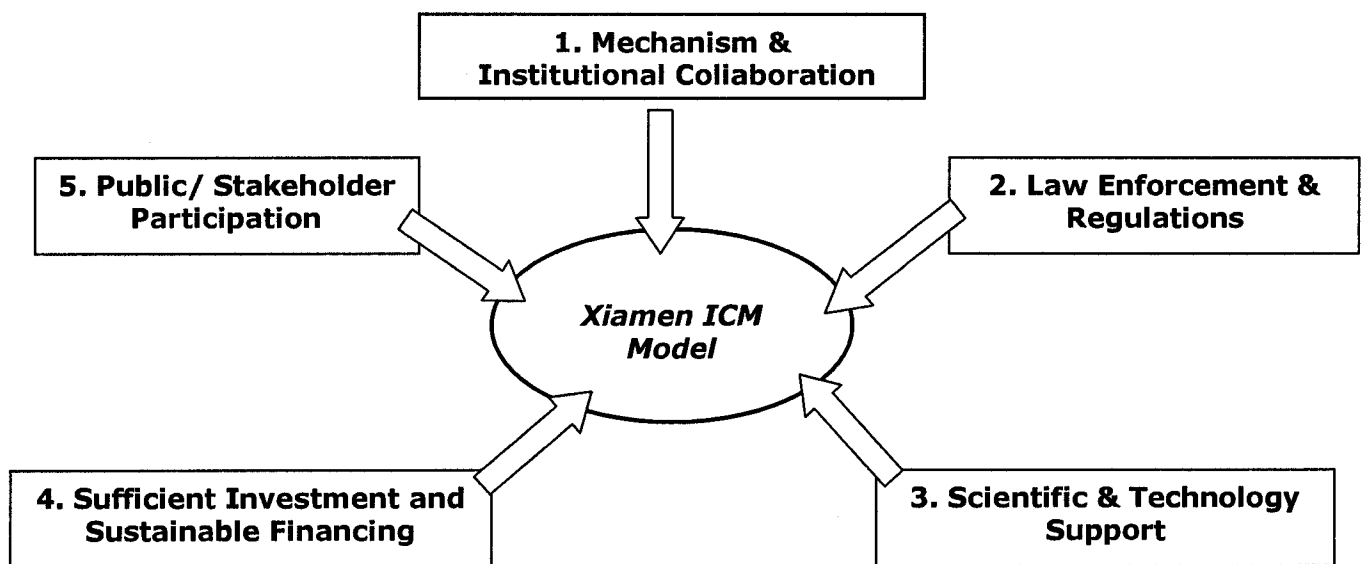 1. Mechanism &
Institutional Collaboration
5. Public/ Stakeholder
Participation
2. Law Enforcement &
Regulations
Xiamen ICM
Model
4. Sufficient Investment and
Sustainable Financing
3. Scientific & Technology
Support